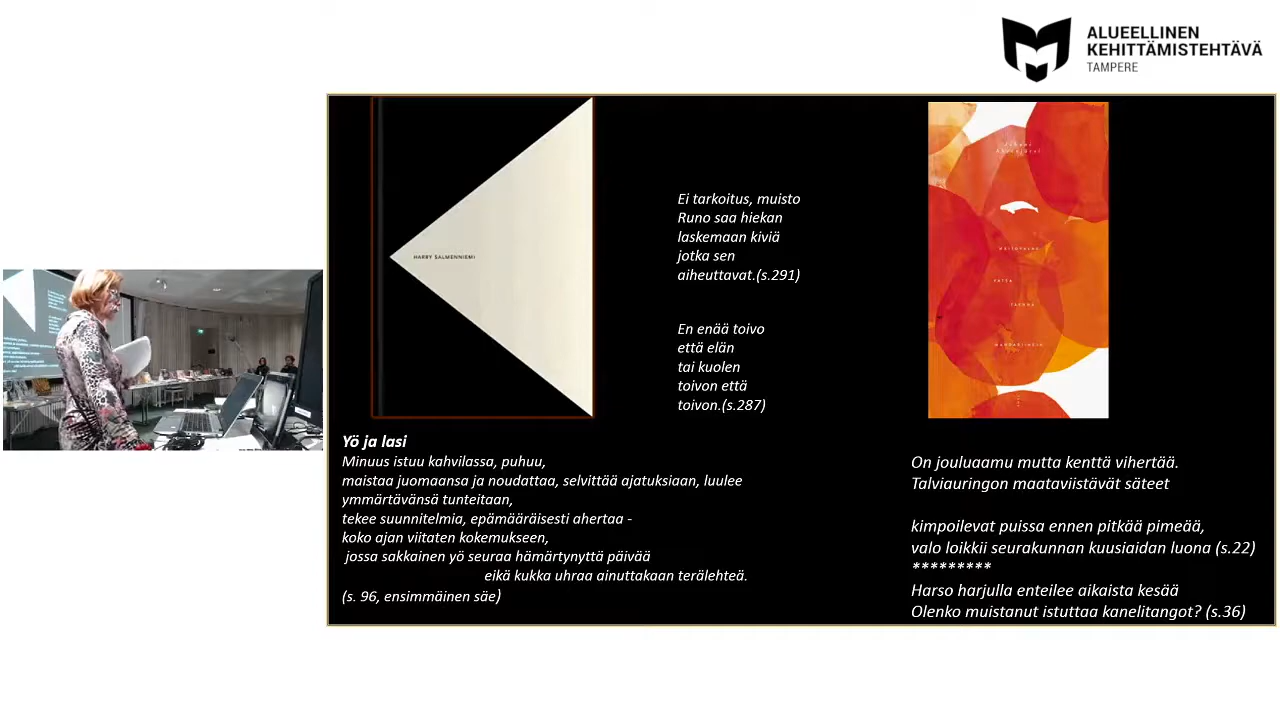 ALUEELLINEN
KEHITTÄMISTEHTÄVÄ
TAMPERE
HARRY SALMENNIEMI
Ei tarkoitus, muisto
Runo saa hiekan
laskemaan kiviä
jotka sen
aiheuttavat.(s.291)
En enää toivo
että elän
tai kuolen
toivon että
toivon.(s.287)
Yö ja lasi
Minuus istuu kahvilassa, puhuu,
maistaa juomaansa ja noudattaa, selvittää ajatuksiaan, luulee
ymmärtävänsä tunteitaan,
tekee suunnitelmia, epämääräisesti ahertaa -
koko ajan viitaten kokemukseen,
jossa sakkainen yö seuraa hämärtynyttä päivää
eikä kukka uhraa ainuttakaan terälehteä.
(s. 96, ensimmäinen säe)
On jouluaamu mutta kenttä vihertää.
Talviauringon maataviistävät säteet
kimpoilevat puissa ennen pitkää pimeää,
valo loikkii seurakunnan kuusiaidan luona (s.22)
*********
Harso harjulla enteilee aikaista kesää
Olenko muistanut istuttaa kanelitangot? (s.36)